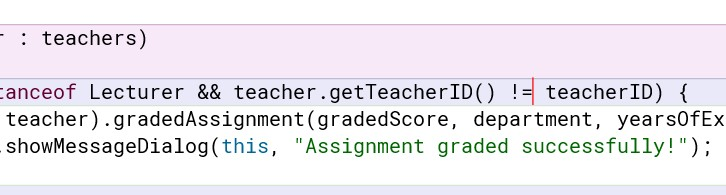 r : teachers)
tanceof Lecturer && teacher.getTeacherID() != teacherID) {
teacher).gradedAssignment(gradedScore, department, yearsOfEx
.showMessageDialog(this, "Assignment graded successfully!");